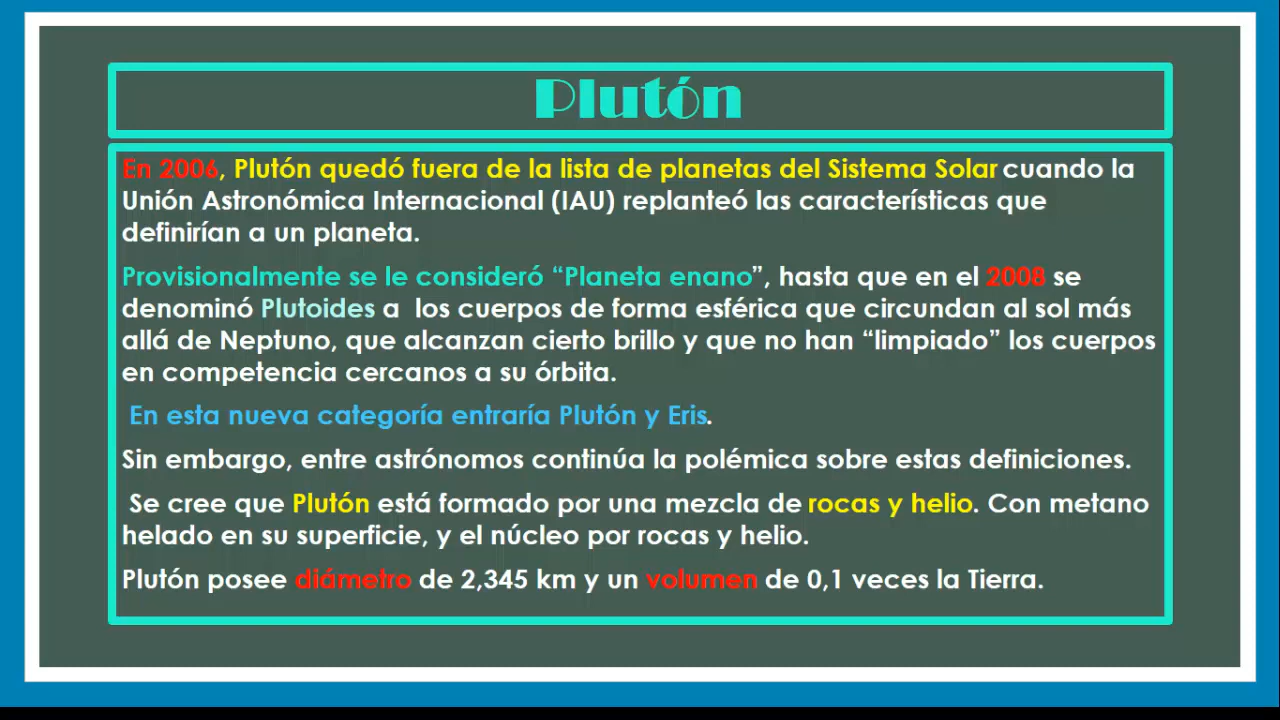 Plutón
En 2006, Plutón quedó fuera de la lista de planetas del Sistema Solar cuando la
Unión Astronómica Internacional (IAU) replanteó las características que
definirían a un planeta.
Provisionalmente se le consideró “Planeta enano”, hasta que en el 2008 se
denominó Plutoides a los cuerpos de forma esférica que circundan al sol más
allá de Neptuno, que alcanzan cierto brillo y que no han “limpiado” los cuerpos
en competencia cercanos a su órbita.
En esta nueva categoría entraría Plutón y Eris.
Sin embargo, entre astrónomos continúa la polémica sobre estas definiciones.
Se cree que Plutón está formado por una mezcla de rocas y helio. Con metano
helado en su superficie, y el núcleo por rocas y helio.
Plutón posee diámetro de 2,345 km y un volumen de 0,1 veces la Tierra.